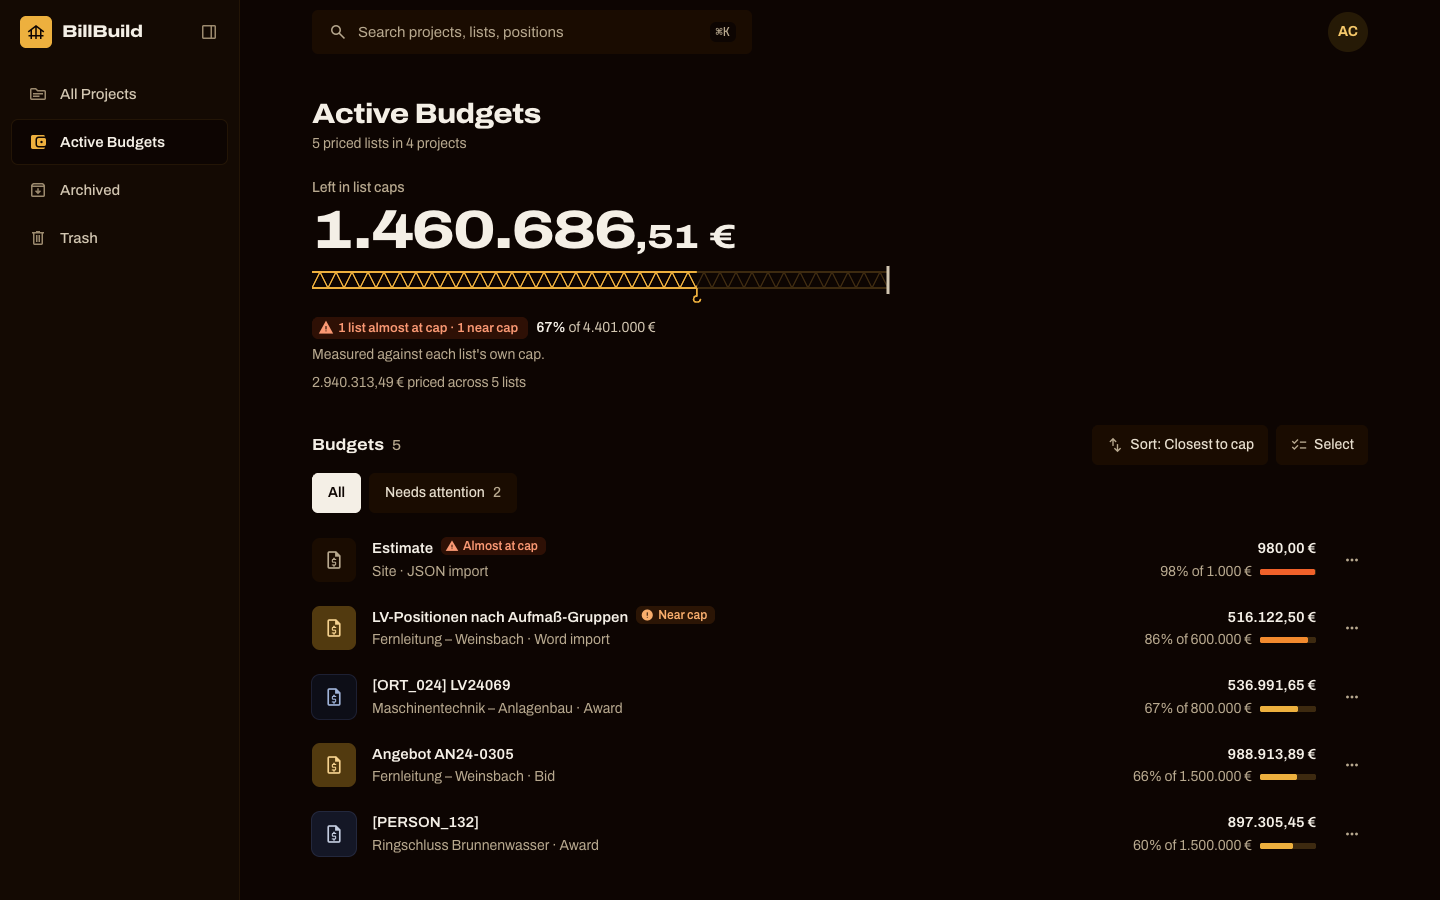 BillBuild
Search projects, lists, positions
⌘K
AC
All Projects
Active Budgets
Archived
Trash
Active Budgets
5 priced lists in 4 projects
Left in list caps
1.460.686,51 €
1 list almost at cap · 1 near cap
67% of 4.401.000 €
Measured against each list's own cap.
2.940.313,49 € priced across 5 lists
Budgets 5
Sort: Closest to cap
Select
All
Needs attention 2
Estimate Almost at cap 980,00 €
Site · JSON import 98% of 1.000 €
LV-Positionen nach Aufmaß-Gruppen Near cap 516.122,50 €
Fernleitung – Weinsbach · Word import 86% of 600.000 €
[ORT_024] LV24069 536.991,65 €
Maschinentechnik – Anlagenbau · Award 67% of 800.000 €
Angebot AN24-0305 988.913,89 €
Fernleitung – Weinsbach · Bid 66% of 1.500.000 €
[PERSON_132] 897.305,45 €
Ringschluss Brunnenwasser · Award 60% of 1.500.000 €